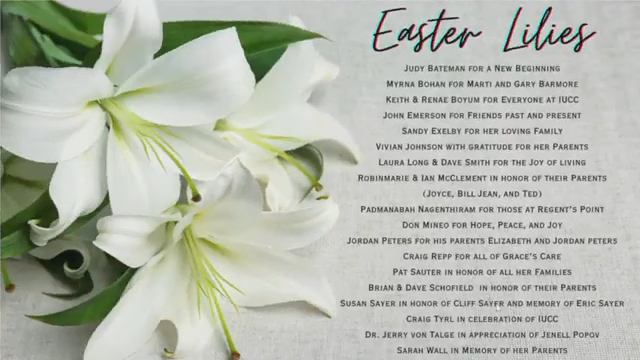 Easter Lilies
Judy Bateman for a New Beginning
Myrna Bohan for Marti and Gary Barmore
Keith & Renae Boyum for Everyone at IUCC
John Emerson for Friends past and present
Sandy Exelby for her loving Family
Vivian Johnson with gratitude for her Parents
Laura Long & Dave Smith for the Joy of living
Robinmarie & Ian McClement in honor of their Parents
(Joyce, Bill Jean, and Ted)
Padmanabah Nagenthiram for those at Regent's Point
Don Mineo for Hope, Peace, and Joy
Jordan Peters for his parents Elizabeth and Jordan peters
Craig Repp for all of Grace's Care
Pat Sauter in honor of all her Families
Brian & Dave Schofield in honor of their Parents
Susan Sayer in honor of Cliff Sayer and memory of Eric Sayer
Craig Tyrl in celebration of IUCC
Dr. Jerry von Talge in appreciation of Jenell Popov
Sarah Wall in Memory of her Parents